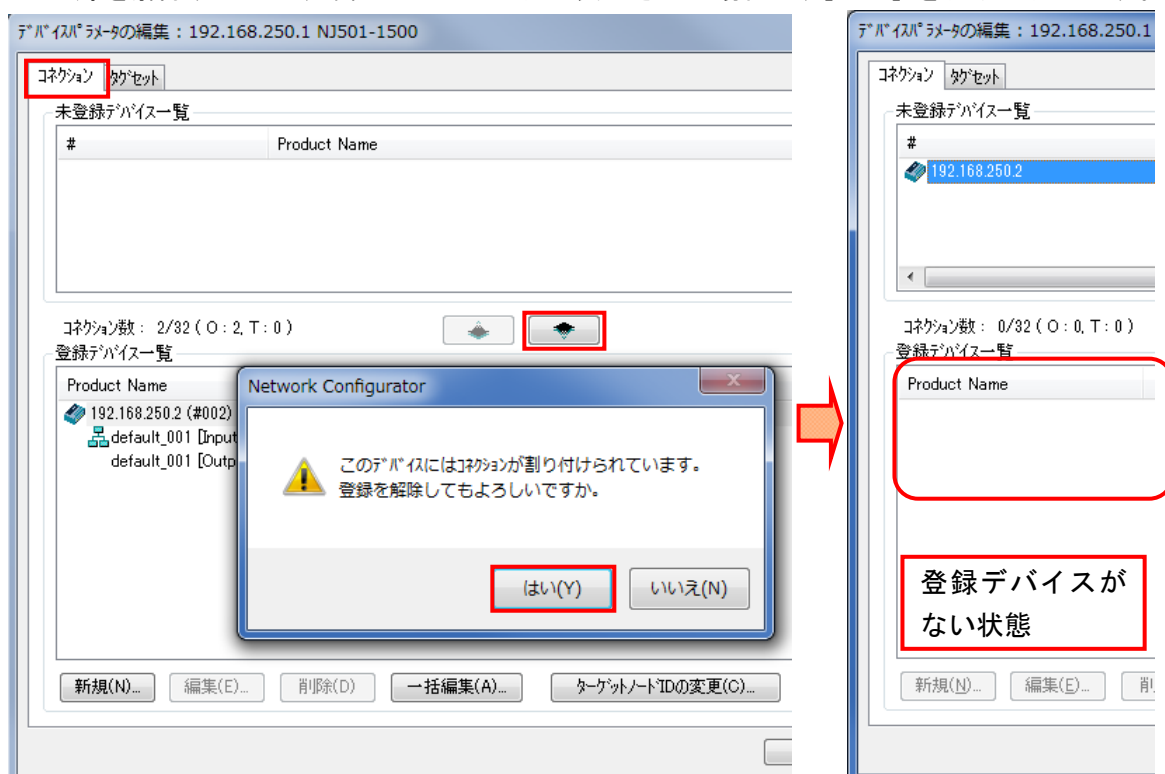 デバイスパラメータの編集 : 192.168.250.1 NJ501-1500
コネクション タグセット
未登録デバイス一覧
# Product Name
コネクション数 : 2/32 ( O : 2, T : 0 )
登録デバイス一覧
Product Name
192.168.250.2 (#002)
default_001 [Input
default_001 [Outp
Network Configurator
このデバイスにはコネクションが割り付けられています。
登録を解除してもよろしいですか。
はい(Y) いいえ(N)
新規(N)... 編集(E)... 削除(D) 一括編集(A)... ターゲットノードIDの変更(C)...
デバイスパラメータの編集 : 192.168.250.1
コネクション タグセット
未登録デバイス一覧
#
192.168.250.2
コネクション数 : 0/32 ( O : 0, T : 0 )
登録デバイス一覧
Product Name
登録デバイスが
ない状態
新規(N)... 編集(E)... 削